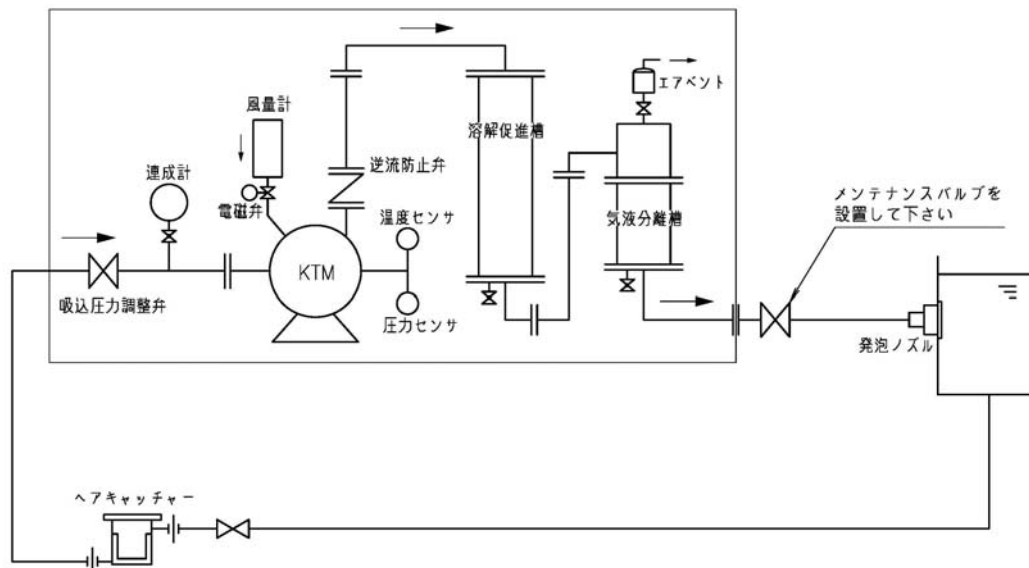 エアベント
風量計
溶解促進槽
連成計
逆流防止弁
電磁弁
温度センサ
気液分離槽
メンテナンスバルブを
設置して下さい
KTM
吸込圧力調整弁
圧力センサ
発泡ノズル
ヘアキャッチャー